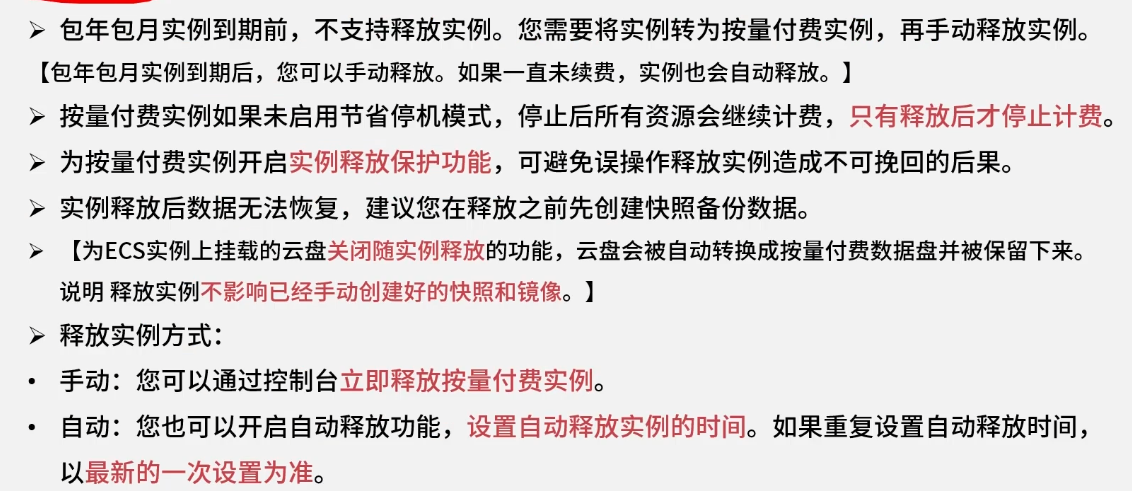 ➢ 包年包月实例到期前，不支持释放实例。您需要将实例转为按量付费实例，再手动释放实例。
【包年包月实例到期后，您可以手动释放。如果一直未续费，实例也会自动释放。】
➢ 按量付费实例如果未启用节省停机模式，停止后所有资源会继续计费，只有释放后才停止计费。
➢ 为按量付费实例开启实例释放保护功能，可避免误操作释放实例造成不可挽回的后果。
➢ 实例释放后数据无法恢复，建议您在释放之前先创建快照备份数据。
➢ 【为ECS实例上挂载的云盘关闭随实例释放的功能，云盘会被自动转换成按量付费数据盘并被保留下来。
说明 释放实例不影响已经手动创建好的快照和镜像。】
➢ 释放实例方式：
• 手动：您可以通过控制台立即释放按量付费实例。
• 自动：您也可以开启自动释放功能，设置自动释放实例的时间。如果重复设置自动释放时间，
以最新的一次设置为准。